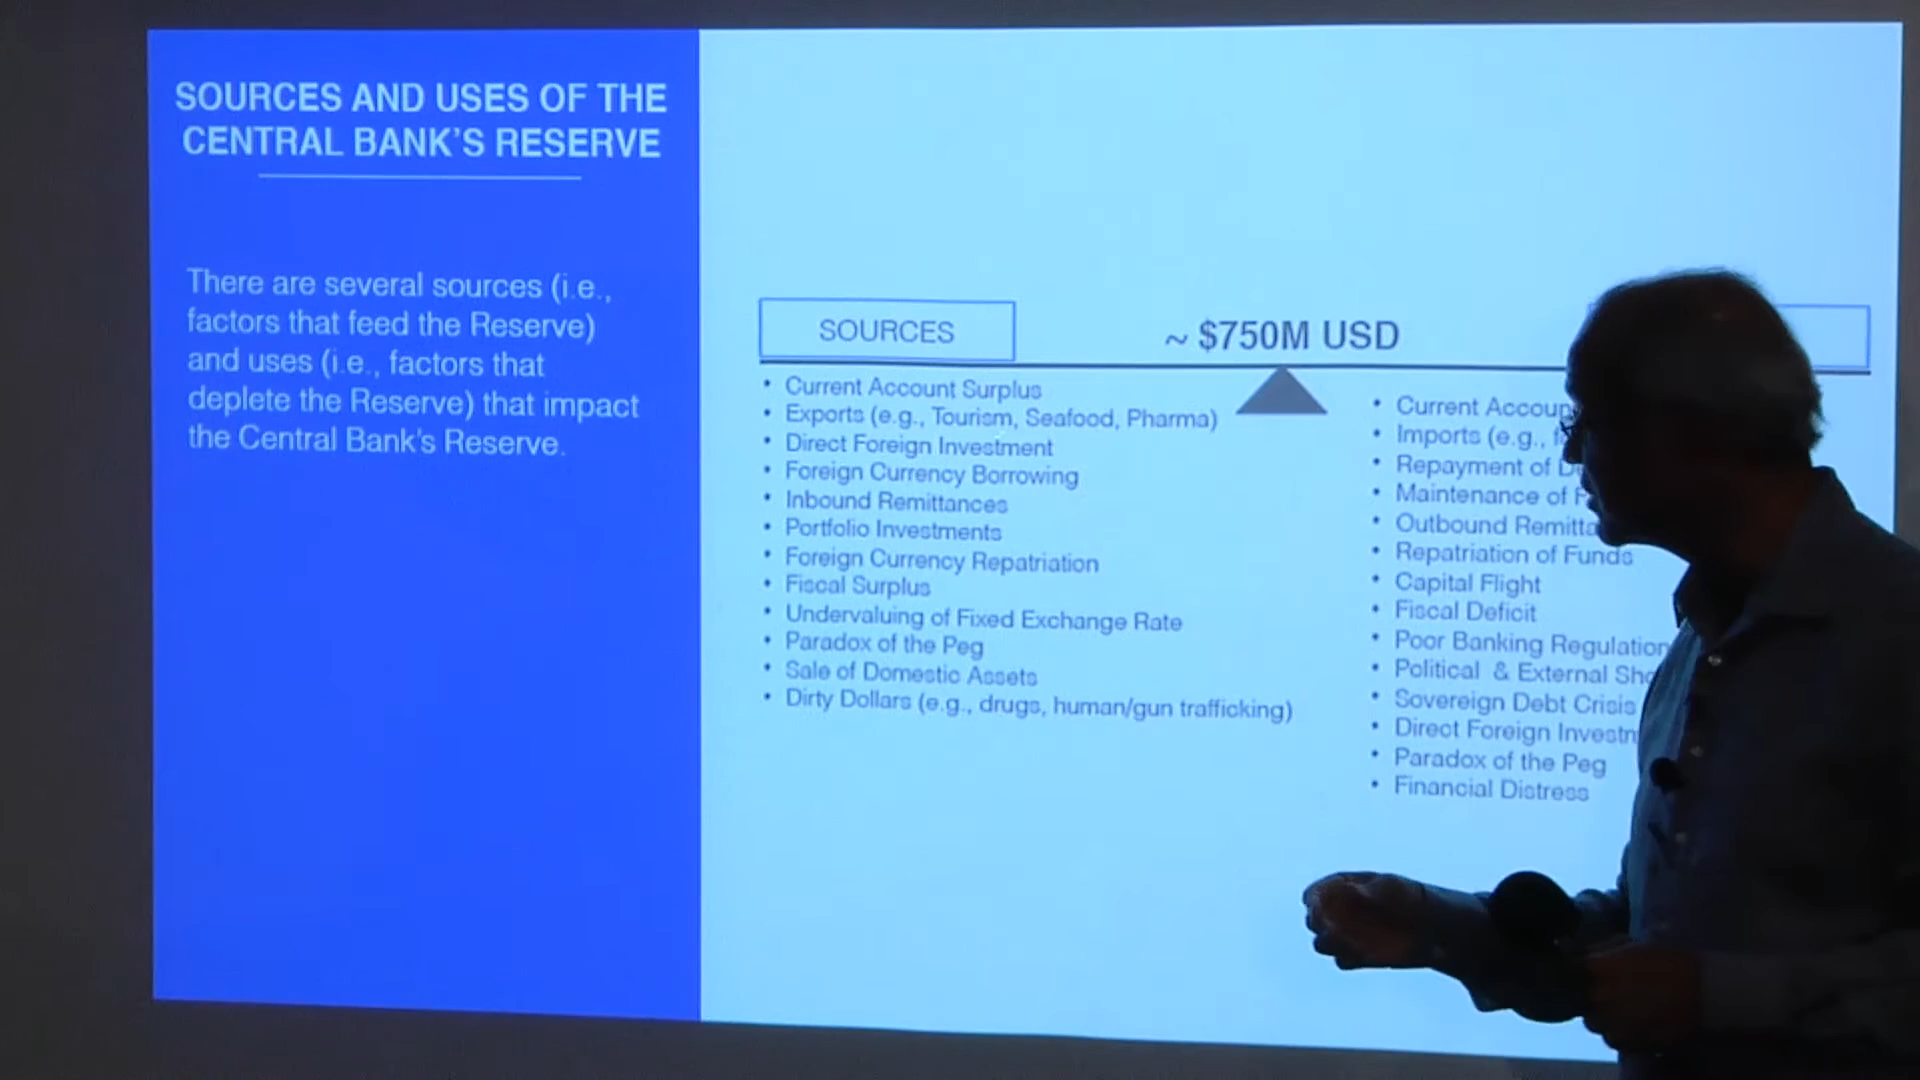 SOURCES AND USES OF THE
CENTRAL BANK'S RESERVE
There are several sources (i.e.,
factors that feed the Reserve)
and uses (i.e., factors that
deplete the Reserve) that impact
the Central Bank's Reserve.
SOURCES
~ $750M USD
• Current Account Surplus
• Exports (e.g., Tourism, Seafood, Pharma)
• Direct Foreign Investment
• Foreign Currency Borrowing
• Inbound Remittances
• Portfolio Investments
• Foreign Currency Repatriation
• Fiscal Surplus
• Undervaluing of Fixed Exchange Rate
• Paradox of the Peg
• Sale of Domestic Assets
• Dirty Dollars (e.g., drugs, human/gun trafficking)
• Current
• Imports (e.g.,
• Repayment of
• Maintenance of
• Outbound
• Repatriation of Funds
• Capital Flight
• Fiscal Deficit
• Poor Banking Regulation
• Political & External
• Sovereign Debt Crisis
• Direct Foreign
• Paradox of the Peg
• Financial Distress